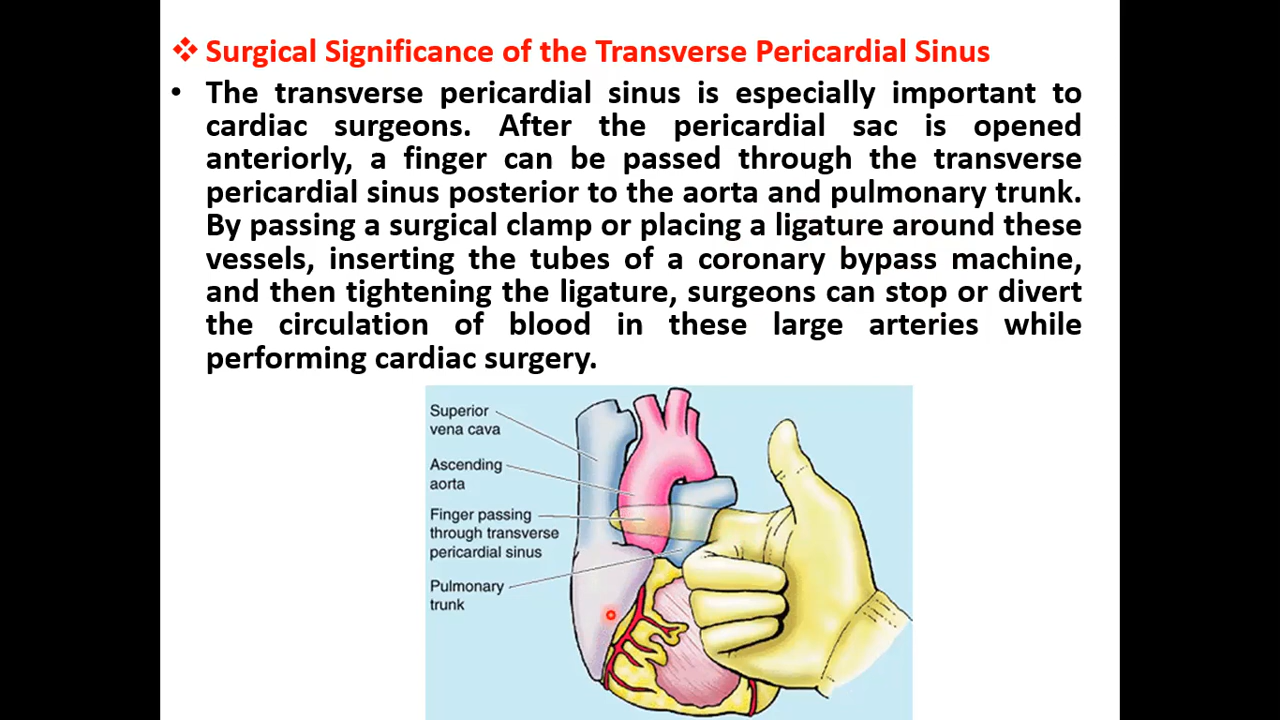 Surgical Significance of the Transverse Pericardial Sinus
• The transverse pericardial sinus is especially important to
cardiac surgeons. After the pericardial sac is opened
anteriorly, a finger can be passed through the transverse
pericardial sinus posterior to the aorta and pulmonary trunk.
By passing a surgical clamp or placing a ligature around these
vessels, inserting the tubes of a coronary bypass machine,
and then tightening the ligature, surgeons can stop or divert
the circulation of blood in these large arteries while
performing cardiac surgery.
Superior
vena cava
Ascending
aorta
Finger passing
through transverse
pericardial sinus
Pulmonary
trunk